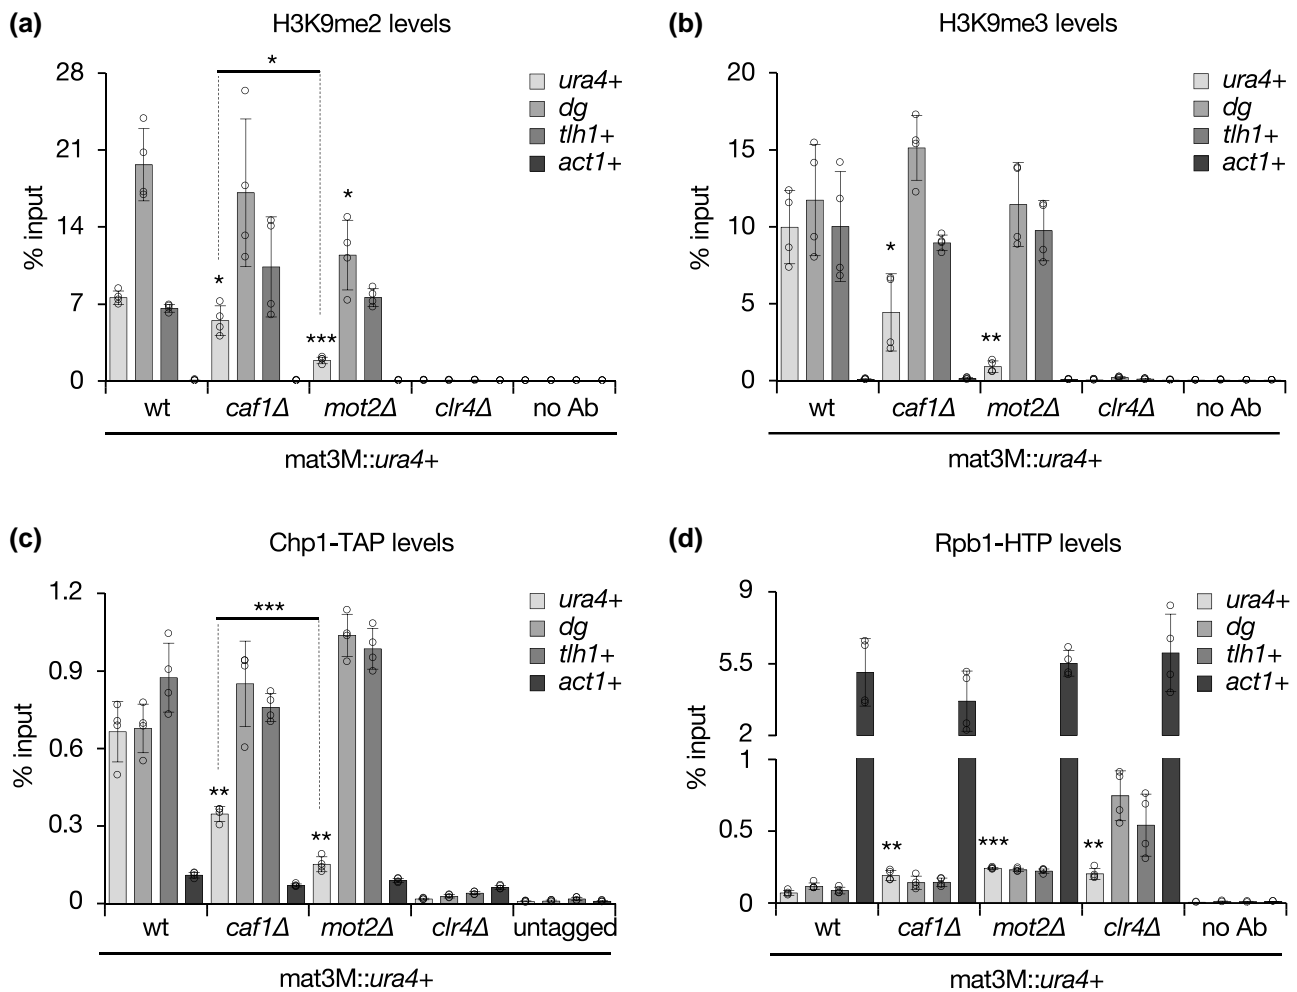 (a)
H3K9me2 levels
28
21
14
7
0
% input
*
*
***
*
ura4+
dg
tlh1+
act1+
wt
caf1Δ
mot2Δ
clr4Δ
no Ab
mat3M::ura4+
(b)
H3K9me3 levels
20
15
10
5
0
% input
*
**
ura4+
dg
tlh1+
act1+
wt
caf1Δ
mot2Δ
clr4Δ
no Ab
mat3M::ura4+
(c)
Chp1-TAP levels
1.2
0.9
0.6
0.3
0
% input
***
**
**
ura4+
dg
tlh1+
act1+
wt
caf1Δ
mot2Δ
clr4Δ
untagged
mat3M::ura4+
(d)
Rpb1-HTP levels
9
5.5
2
1
0.5
0
% input
**
***
**
ura4+
dg
tlh1+
act1+
wt
caf1Δ
mot2Δ
clr4Δ
no Ab
mat3M::ura4+